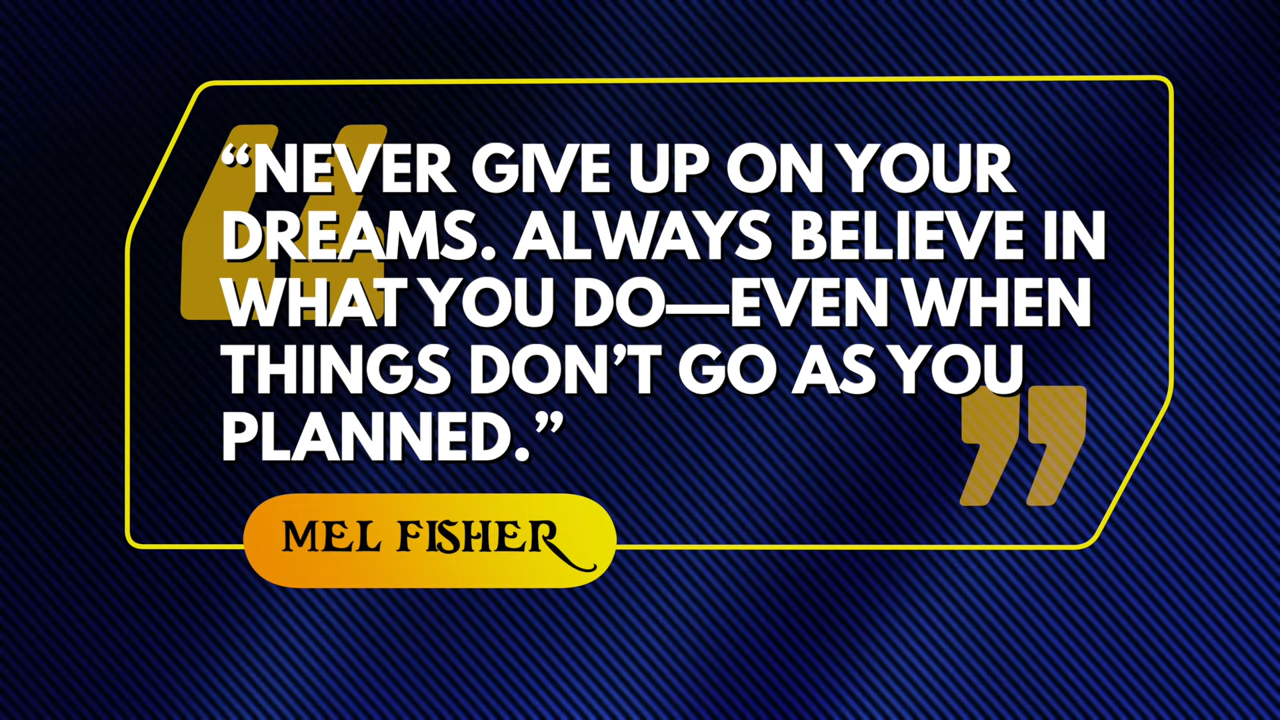 “NEVER GIVE UP ON YOUR
DREAMS. ALWAYS BELIEVE IN
WHAT YOU DO—EVEN WHEN
THINGS DON’T GO AS YOU
PLANNED.”
MEL FISHER